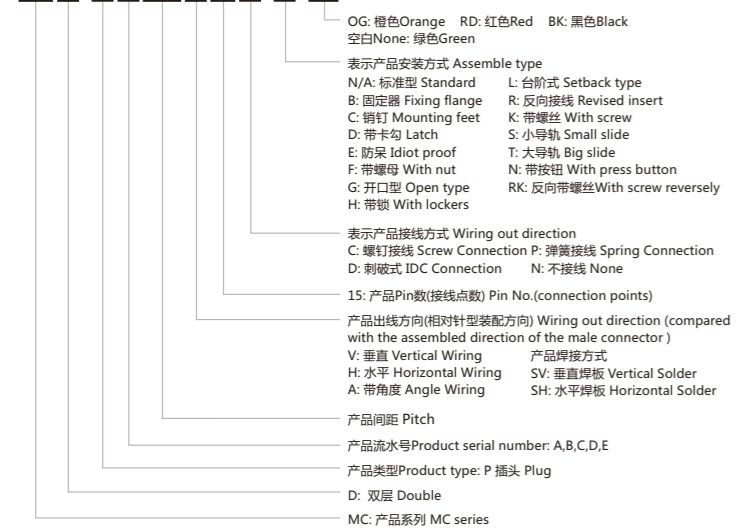 OG: 橙色Orange RD: 红色Red BK: 黑色Black
空白None: 绿色Green
表示产品安装方式 Assemble type
N/A: 标准型 Standard L: 台阶式 Setback type
B: 固定器 Fixing flange R: 反向接线 Revised insert
C: 销钉 Mounting feet K: 带螺丝 With screw
D: 带卡勾 Latch S: 小导轨 Small slide
E: 防呆 Idiot proof T: 大导轨 Big slide
F: 带螺母 With nut N: 带按钮 With press button
G: 开口型 Open type RK: 反向带螺丝With screw reversely
H: 带锁 With lockers
表示产品接线方式 Wiring out direction
C: 螺钉接线 Screw Connection P: 弹簧接线 Spring Connection
D: 刺破式 IDC Connection N: 不接线 None
15: 产品Pin数(接线点数) Pin No.(connection points)
产品出线方向(相对针型装配方向) Wiring out direction (compared
with the assembled direction of the male connector )
V: 垂直 Vertical Wiring 产品焊接方式
H: 水平 Horizontal Wiring SV: 垂直焊板 Vertical Solder
A: 带角度 Angle Wiring SH: 水平焊板 Horizontal Solder
产品间距 Pitch
产品流水号Product serial number: A,B,C,D,E
产品类型Product type: P 插头 Plug
D: 双层 Double
MC: 产品系列 MC series